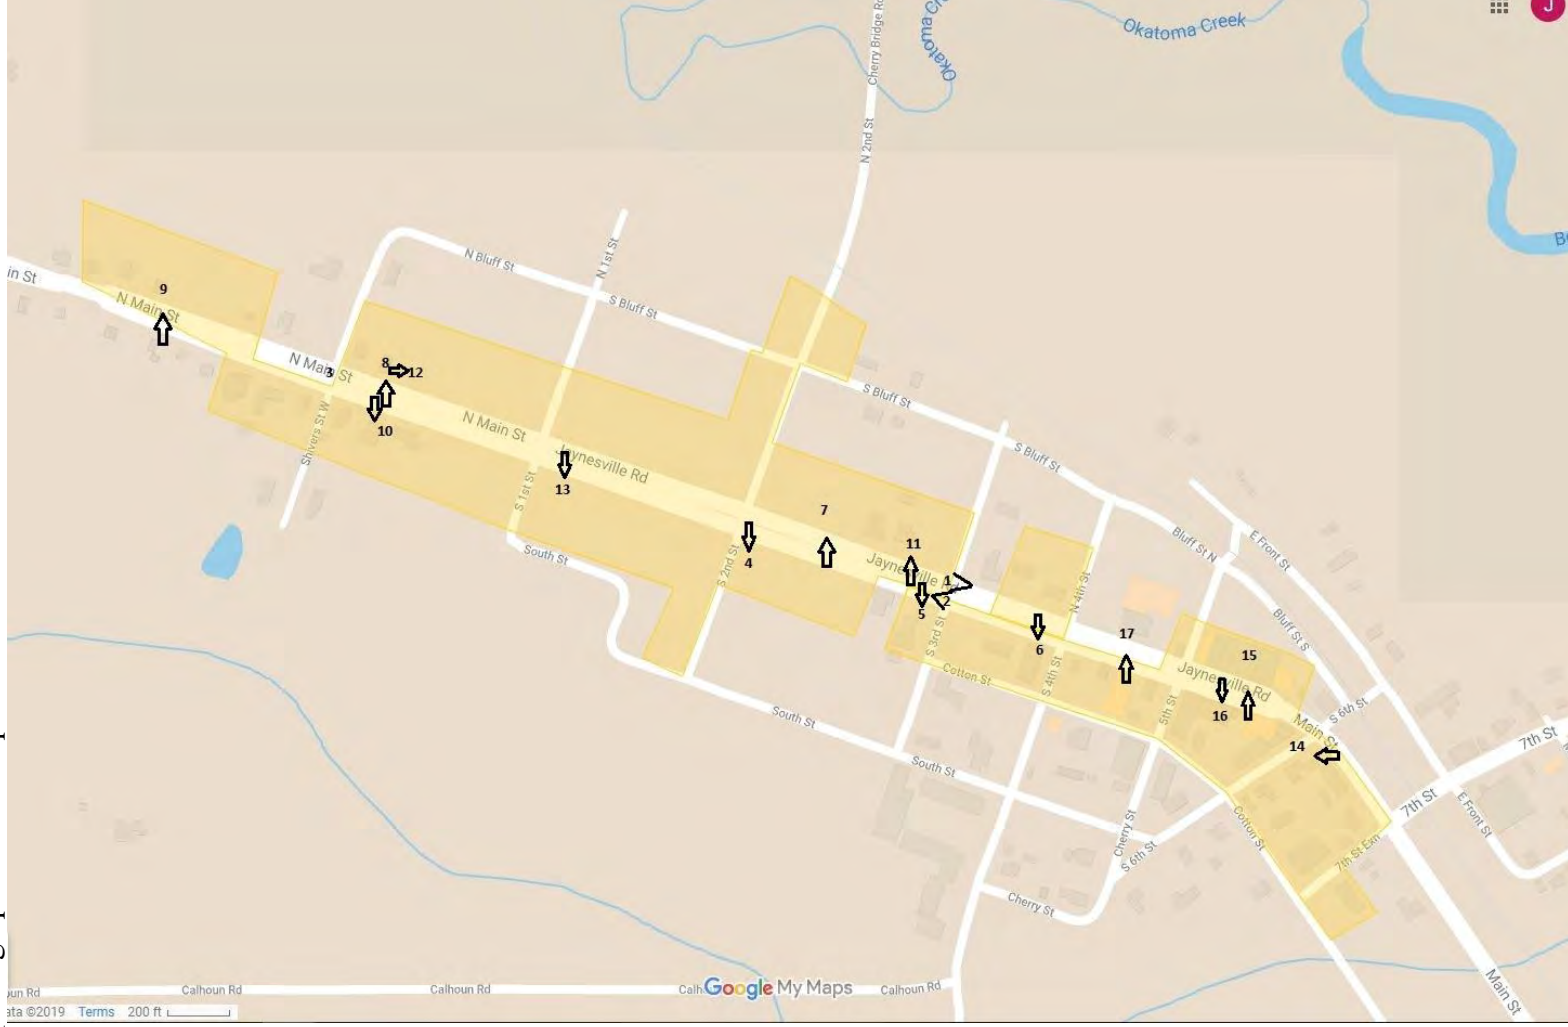 J
Okatoma Creek
Okatoma Cre
Cherry Bridge Rd
N 2nd St
N 1st St
N Bluff St
S Bluff St
in St
9
N Main St
N Main St
3
8
12
10
N Main St
Jaynesville Rd
13
S 1st St
Shivers St W
South St
S Bluff St
S Bluff St
7
4
S 2nd St
11
Jaynesville Rd
1
2
5
6
S 3rd St
Cotton St
N 4th St
S 4th St
17
Bluff St N
E Front St
Bluff St S
15
Jaynesville Rd
16
14
Main St
S 6th St
5th St
7th St
7th St
South St
South St
Cherry St
S 6th St
Cotton St
7th St Exn
E Front St
Cherry St
Main St
Calhoun Rd
Calhoun Rd
Calhoun Rd
Google My Maps
ata ©2019 Terms 200 ft